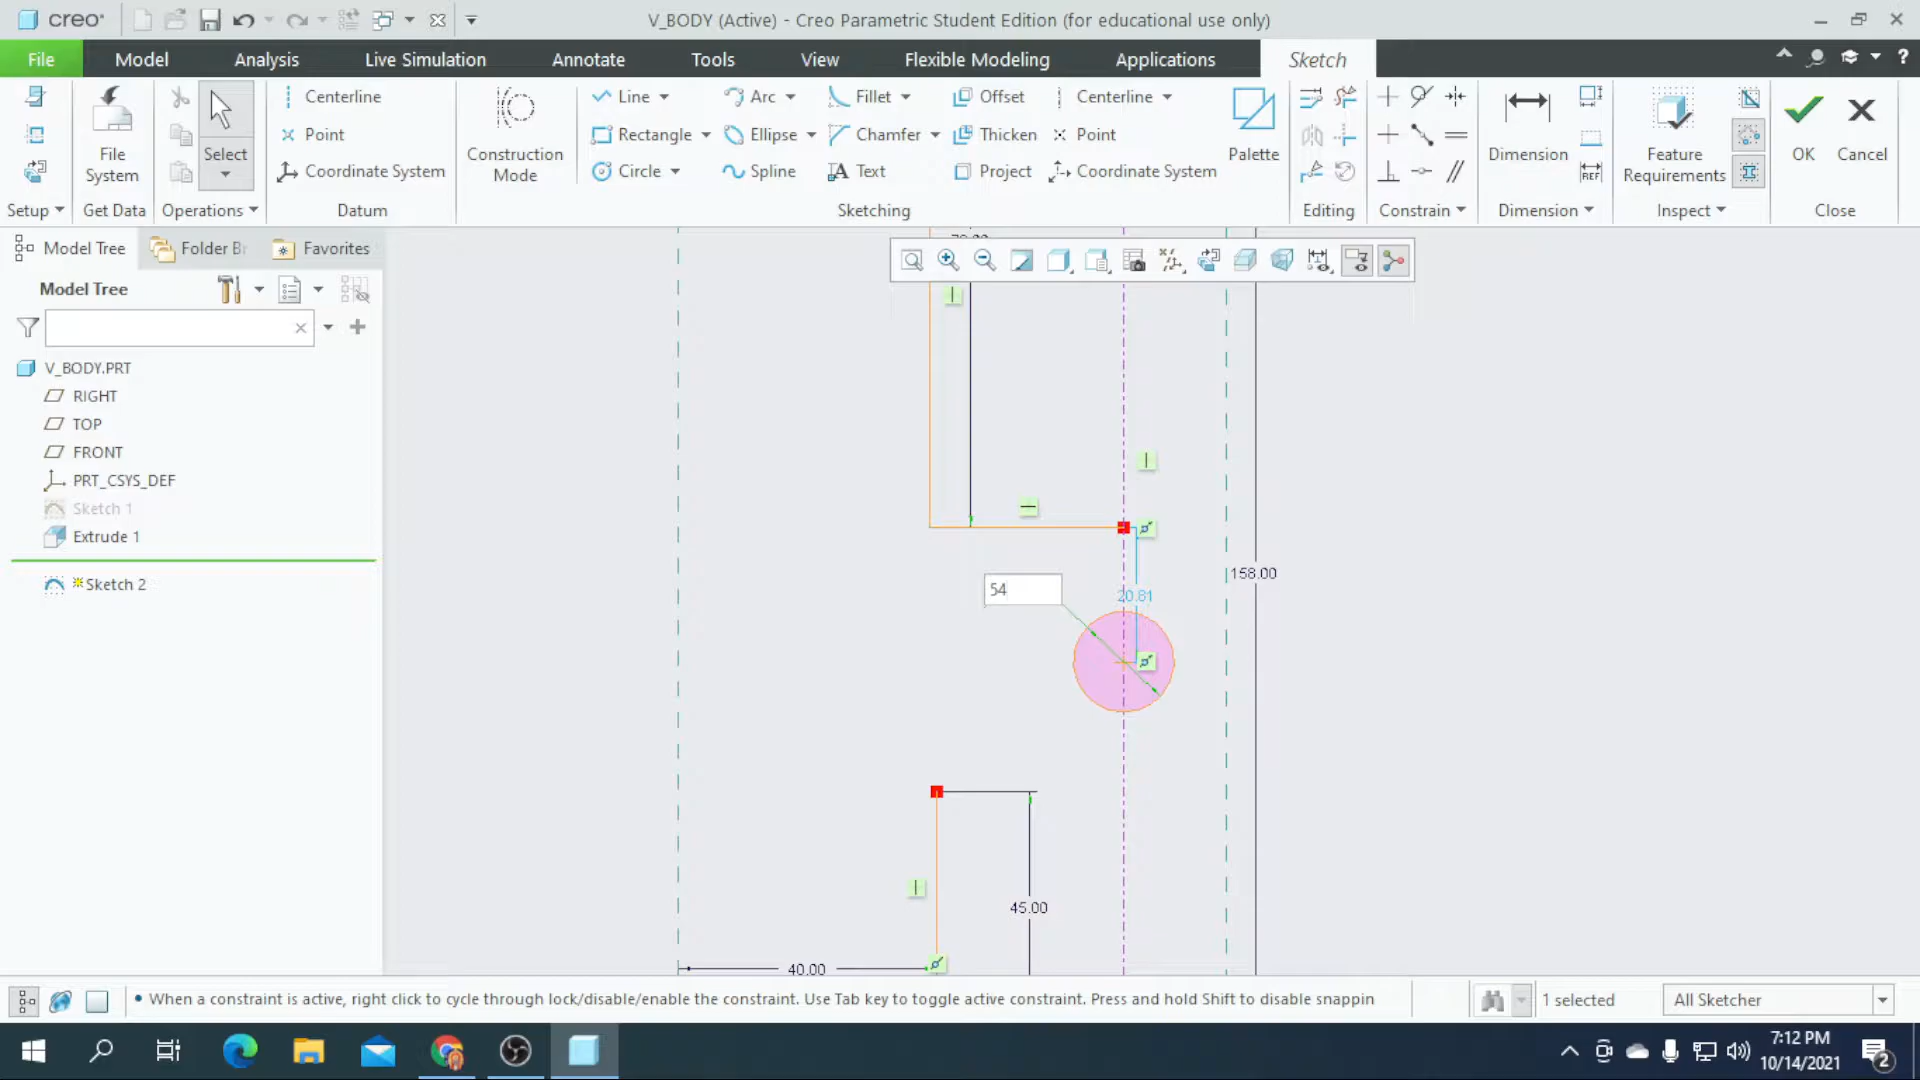 creo
V_BODY (Active) - Creo Parametric Student Edition (for educational use only)
File Model Analysis Live Simulation Annotate Tools View Flexible Modeling Applications Sketch
Centerline Line Arc Fillet Offset Centerline
Point Rectangle Ellipse Chamfer Thicken Point
Coordinate System Circle Spline Text Project Coordinate System
File System
Select
Construction Mode
Palette
Dimension
REF
Feature Requirements
OK
Cancel
Setup Get Data Operations Datum Sketching Editing Constrain Dimension Inspect Close
Model Tree Folder Br Favorites
Model Tree
V_BODY.PRT
RIGHT
TOP
FRONT
PRT_CSYS_DEF
Sketch 1
Extrude 1
Sketch 2
158.00
54
20.81
45.00
40.00
• When a constraint is active, right click to cycle through lock/disable/enable the constraint. Use Tab key to toggle active constraint. Press and hold Shift to disable snappin
1 selected
All Sketcher
7:12 PM
10/14/2021
2